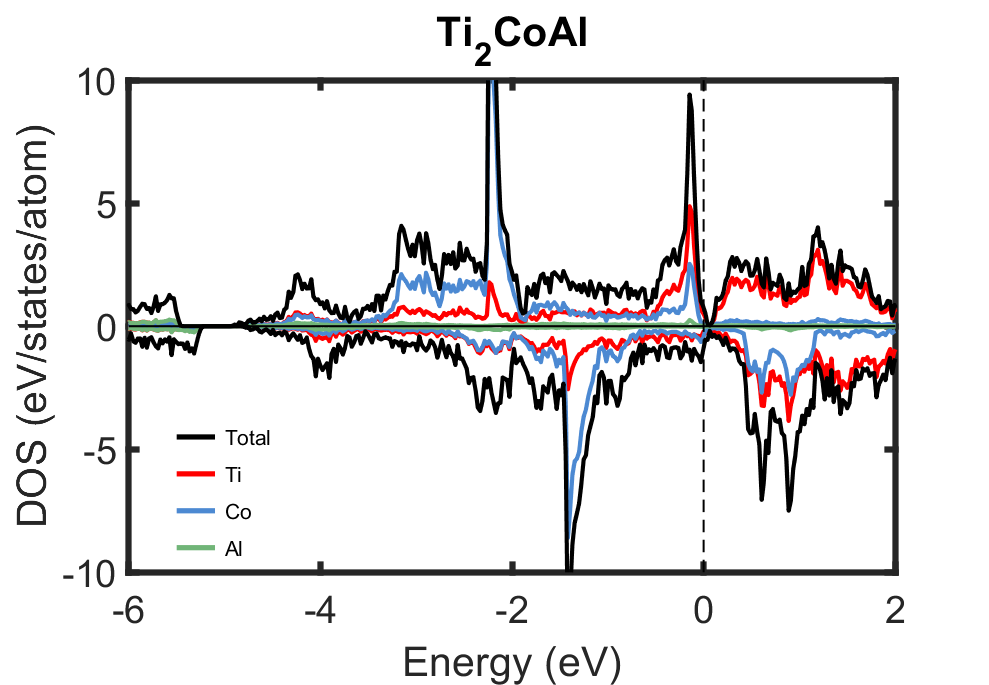 Ti₂CoAl
10
5
0
-5
-10
DOS (eV/states/atom)
Total
Ti
Co
Al
-6 -4 -2 0 2
Energy (eV)